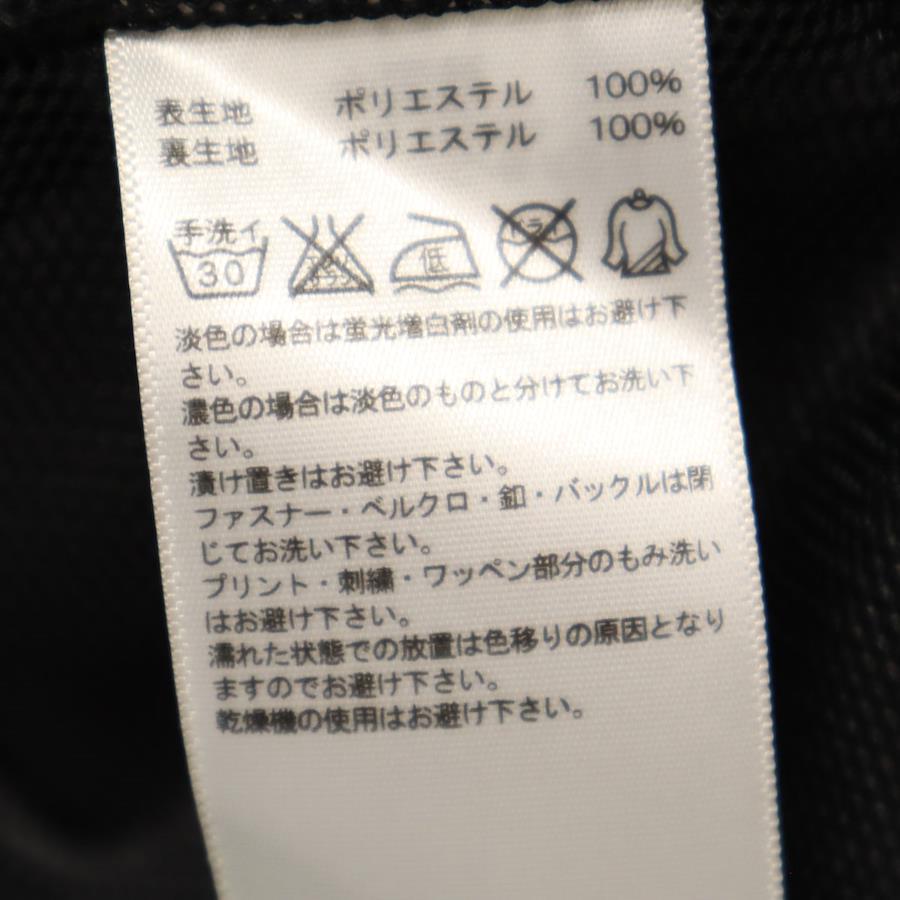 表生地 ポリエステル 100%
裏生地 ポリエステル 100%
手洗イ 30 低 ドライ
淡色の場合は蛍光増白剤の使用はお避け下
さい。
濃色の場合は淡色のものと分けてお洗い下
さい。
漬け置きはお避け下さい。
ファスナー・ベルクロ・釦・バックルは閉
じてお洗い下さい。
プリント・刺繍・ワッペン部分のもみ洗い
はお避け下さい。
濡れた状態での放置は色移りの原因となり
ますのでお避け下さい。
乾燥機の使用はお避け下さい。